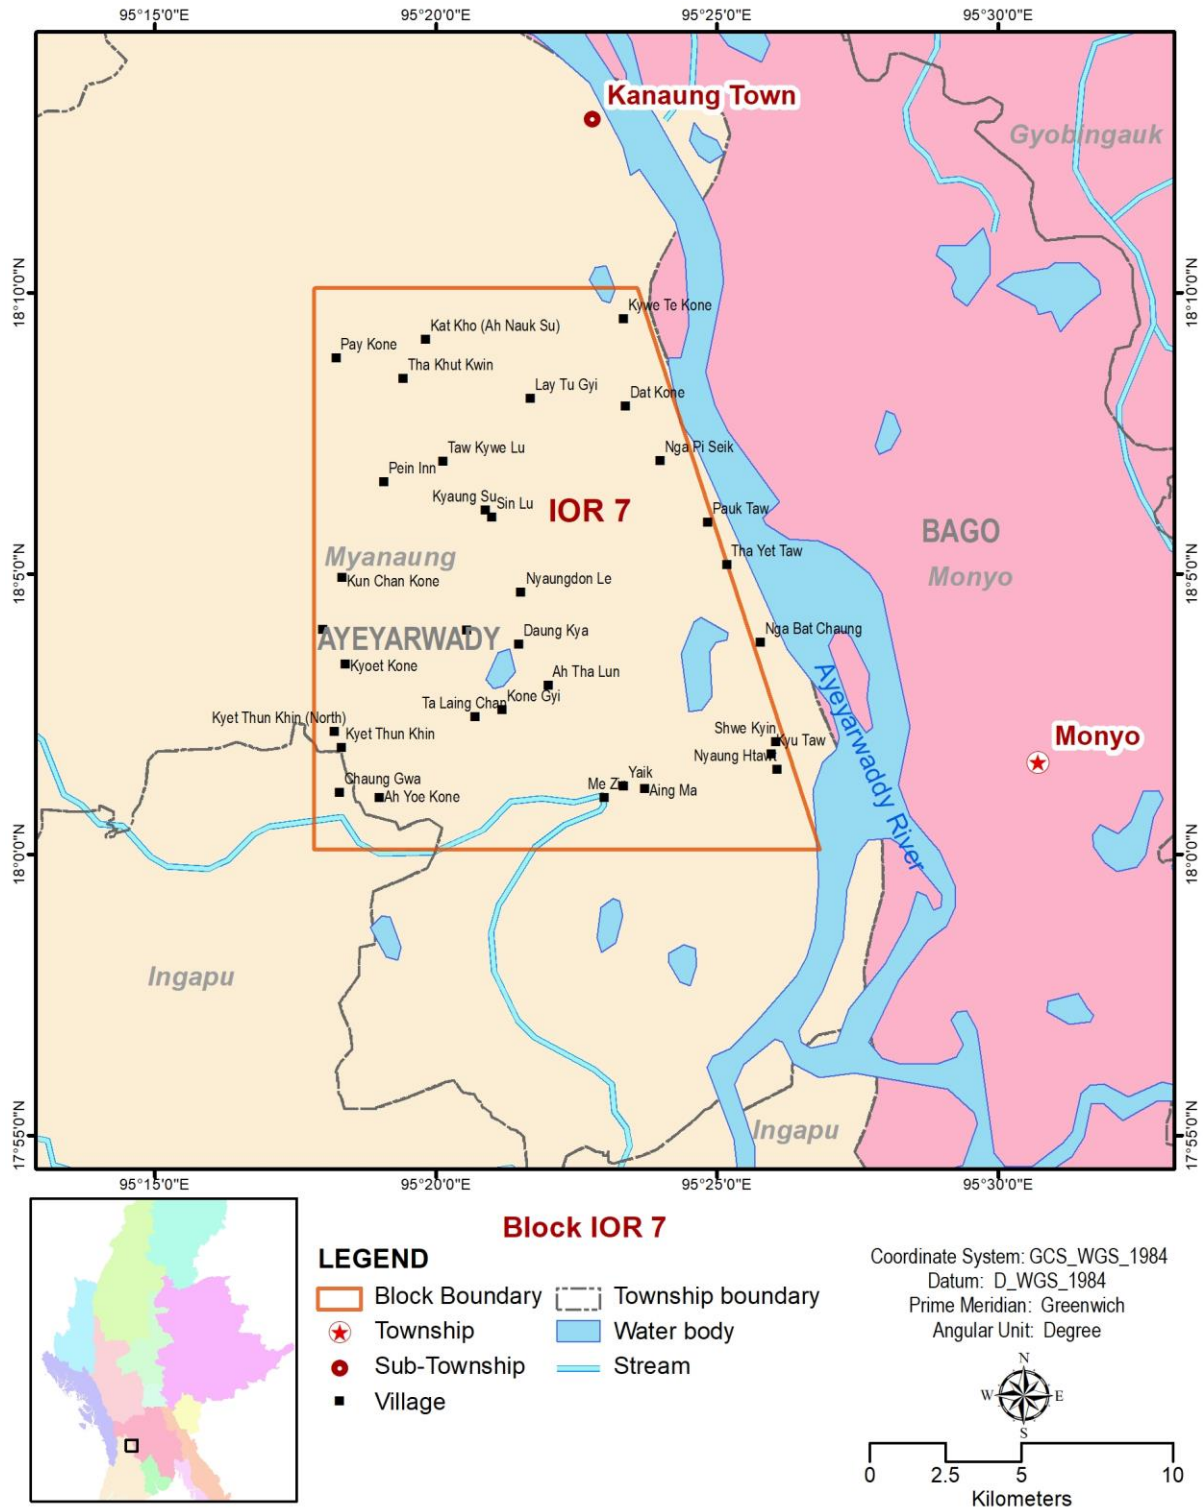 95°15'0"E
95°20'0"E
95°25'0"E
95°30'0"E
Kanaung Town
Gyobingauk
18°10'0"N
18°10'0"N
Kywe Te Kone
Kat Kho (Ah Nauk Su)
Pay Kone
Tha Khut Kwin
Lay Tu Gyi
Dat Kone
Taw Kywe Lu
Nga Pi Seik
Pein Inn
Kyaung Su
Sin Lu
IOR 7
Pauk Taw
BAGO
Myanaung
Tha Yet Taw
Monyo
18°5'0"N
18°5'0"N
Kun Chan Kone
Nyaungdon Le
AYEYARWADY
Daung Kya
Nga Bat Chaung
Kyoet Kone
Ah Tha Lun
Ta Laing Chan
Kone Gyi
Ayeyarwaddy River
Kyet Thun Khin (North)
Kyet Thun Khin
Shwe Kyin
Kyu Taw
Monyo
Nyaung Htawt
Chaung Gwa
Ah Yoe Kone
Me Za
Yaik
Aing Ma
18°0'0"N
18°0'0"N
Ingapu
Ingapu
17°55'0"N
17°55'0"N
95°15'0"E
95°20'0"E
95°25'0"E
95°30'0"E
Block IOR 7
LEGEND
Block Boundary
Township boundary
Township
Water body
Sub-Township
Stream
Village
Coordinate System: GCS_WGS_1984
Datum: D_WGS_1984
Prime Meridian: Greenwich
Angular Unit: Degree
N
W
E
S
0
2.5
5
10
Kilometers